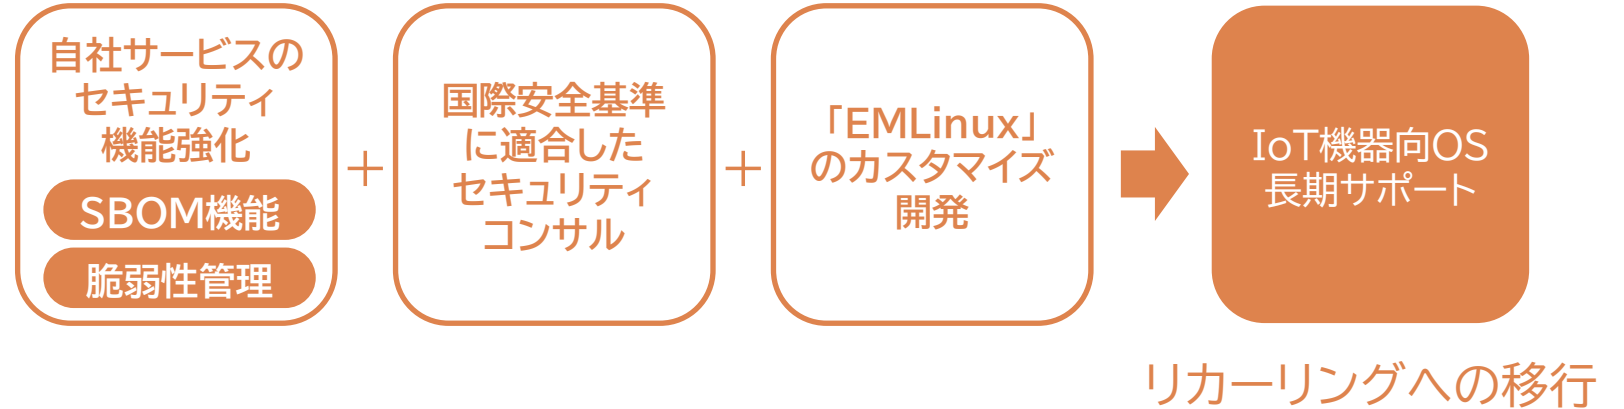 自社サービスの
セキュリティ
機能強化
SBOM機能
脆弱性管理
＋
国際安全基準
に適合した
セキュリティ
コンサル
＋
「EMLinux」
のカスタマイズ
開発
IoT機器向OS
長期サポート
リカーリングへの移行